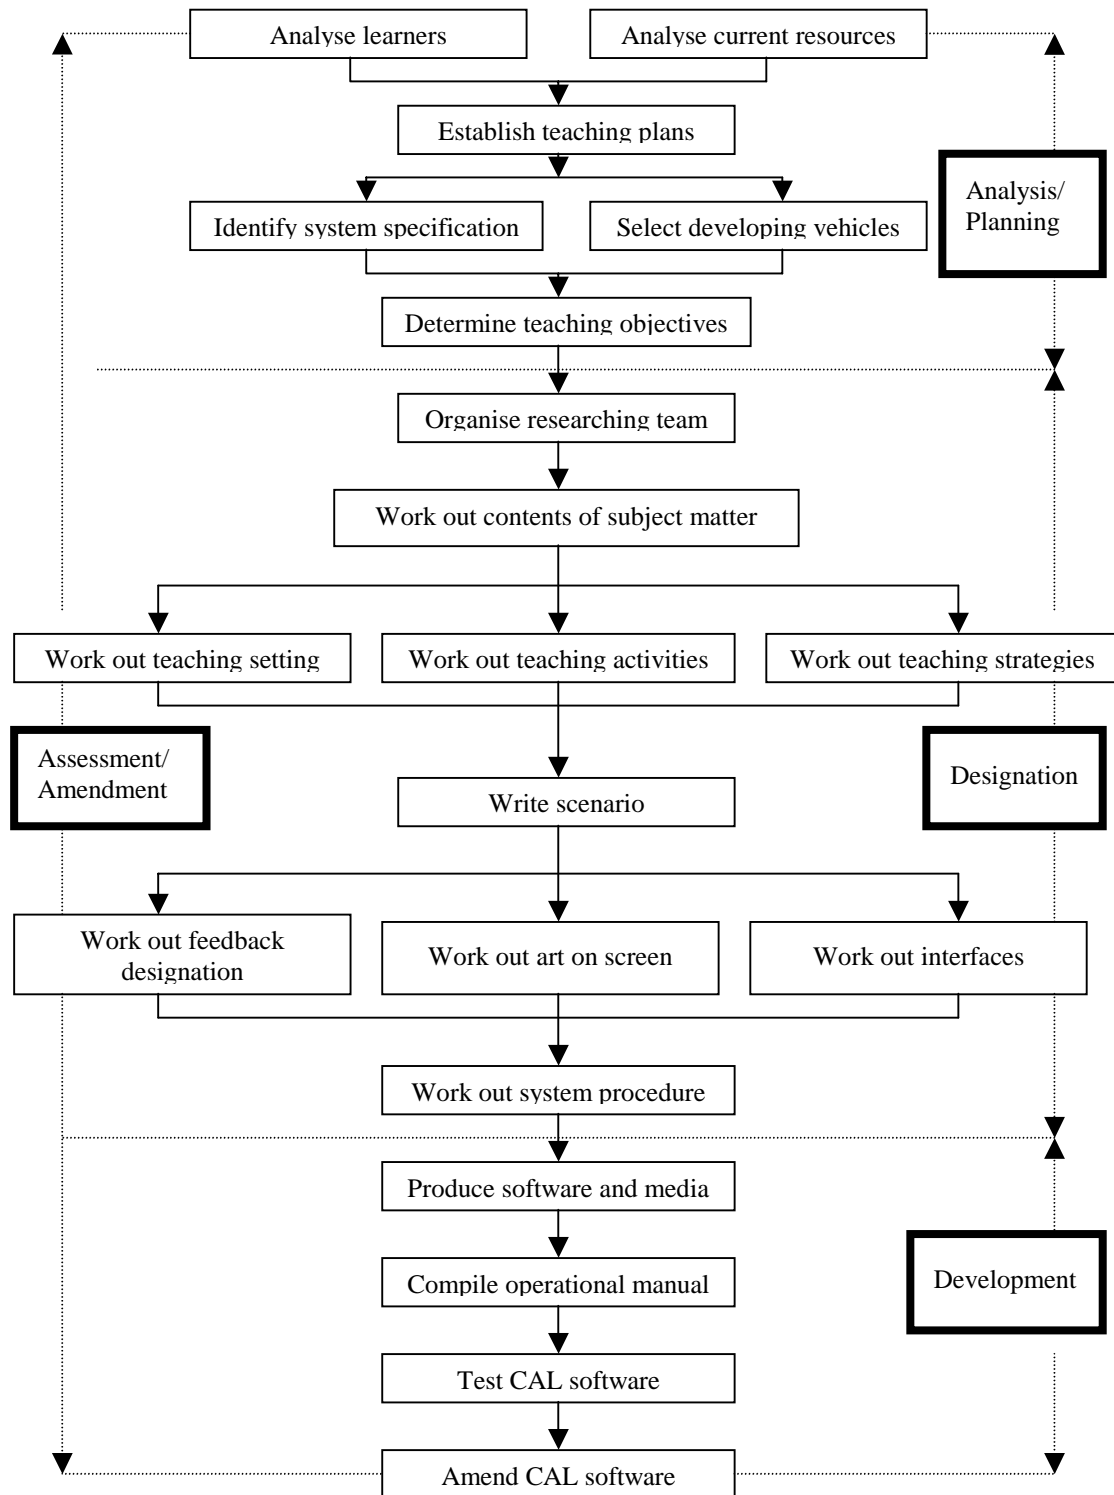 Analyse learners
Analyse current resources
Establish teaching plans
Analysis/
Planning
Identify system specification
Select developing vehicles
Determine teaching objectives
Organise researching team
Work out contents of subject matter
Work out teaching setting
Work out teaching activities
Work out teaching strategies
Assessment/
Amendment
Designation
Write scenario
Work out feedback
designation
Work out art on screen
Work out interfaces
Work out system procedure
Produce software and media
Compile operational manual
Development
Test CAL software
Amend CAL software